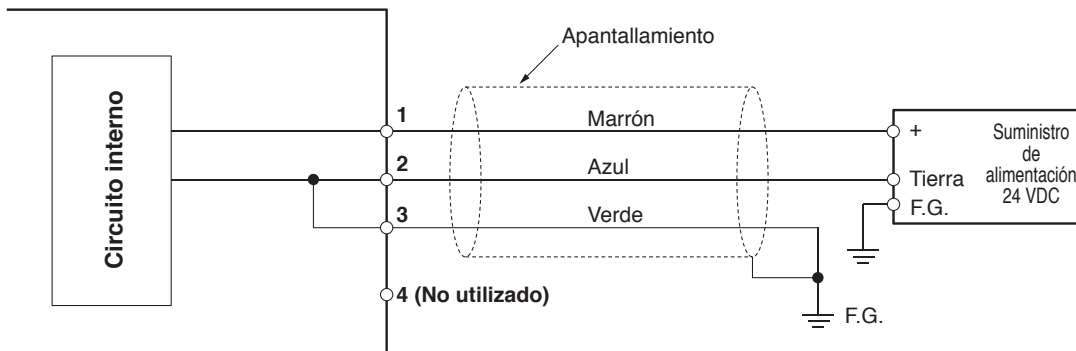 Apantallamiento
Circuito interno
1
Marrón
2
Azul
3
Verde
4 (No utilizado)
+
Tierra
F.G.
Suministro
de
alimentación
24 VDC
F.G.